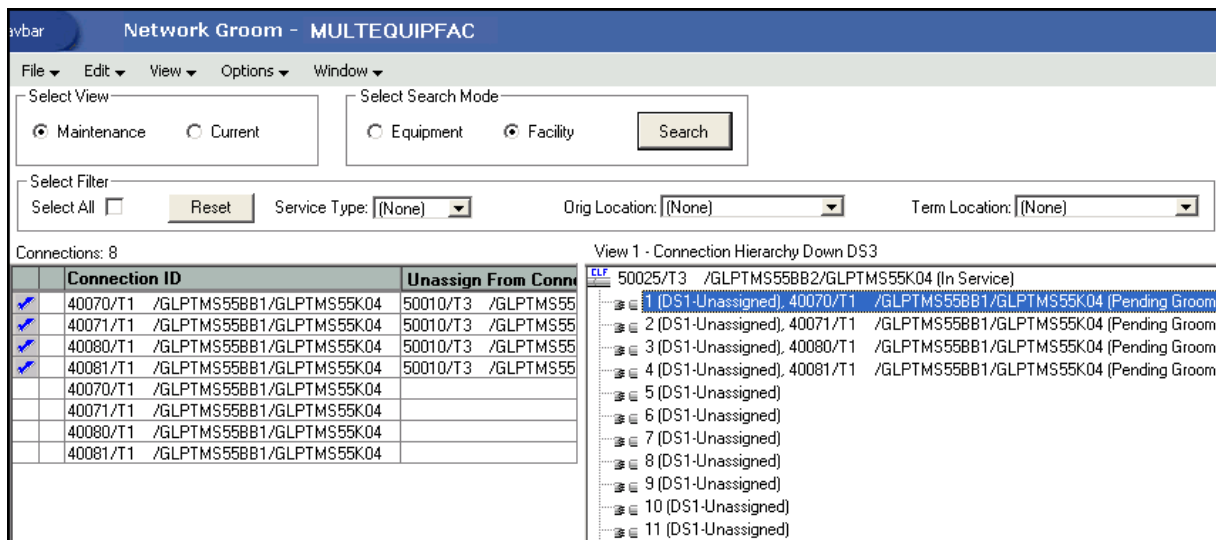 avbar Network Groom - MULTEQUIPFAC
File Edit View Options Window
Select View
Maintenance Current
Select Search Mode
Equipment Facility Search
Select Filter
Select All Reset Service Type: (None) Orig Location: (None) Term Location: (None)
Connections: 8
Connection ID Unassign From Conne
40070/T1 /GLPTMS55BB1/GLPTMS55K04 50010/T3 /GLPTMS55
40071/T1 /GLPTMS55BB1/GLPTMS55K04 50010/T3 /GLPTMS55
40080/T1 /GLPTMS55BB1/GLPTMS55K04 50010/T3 /GLPTMS55
40081/T1 /GLPTMS55BB1/GLPTMS55K04 50010/T3 /GLPTMS55
40070/T1 /GLPTMS55BB1/GLPTMS55K04
40071/T1 /GLPTMS55BB1/GLPTMS55K04
40080/T1 /GLPTMS55BB1/GLPTMS55K04
40081/T1 /GLPTMS55BB1/GLPTMS55K04
View 1 - Connection Hierarchy Down DS3
CLF 50025/T3 /GLPTMS55BB2/GLPTMS55K04 (In Service)
1 (DS1-Unassigned), 40070/T1 /GLPTMS55BB1/GLPTMS55K04 (Pending Groom
2 (DS1-Unassigned), 40071/T1 /GLPTMS55BB1/GLPTMS55K04 (Pending Groom
3 (DS1-Unassigned), 40080/T1 /GLPTMS55BB1/GLPTMS55K04 (Pending Groom
4 (DS1-Unassigned), 40081/T1 /GLPTMS55BB1/GLPTMS55K04 (Pending Groom
5 (DS1-Unassigned)
6 (DS1-Unassigned)
7 (DS1-Unassigned)
8 (DS1-Unassigned)
9 (DS1-Unassigned)
10 (DS1-Unassigned)
11 (DS1-Unassigned)